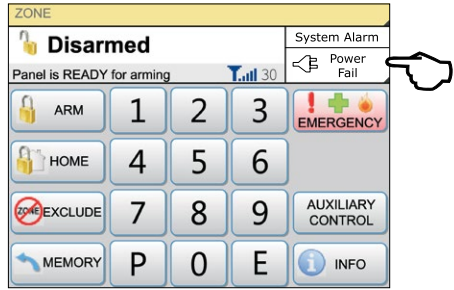 ZONE
Disarmed
System Alarm
Panel is READY for arming
30
Power
Fail
ARM
1
2
3
EMERGENCY
HOME
4
5
6
ZONE
EXCLUDE
7
8
9
AUXILIARY
CONTROL
MEMORY
P
0
E
INFO